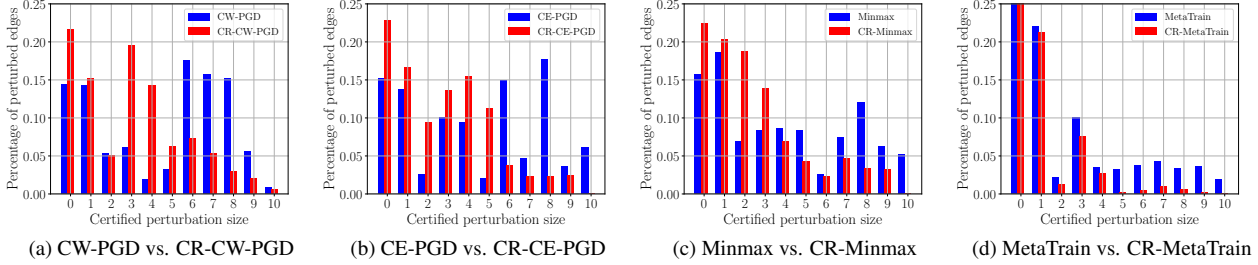 Percentage of perturbed edges
0.25
0.20
0.15
0.10
0.05
0.00
CW-PGD
CR-CW-PGD
0 1 2 3 4 5 6 7 8 9 10
Certified perturbation size
(a) CW-PGD vs. CR-CW-PGD
Percentage of perturbed edges
0.25
0.20
0.15
0.10
0.05
0.00
CE-PGD
CR-CE-PGD
0 1 2 3 4 5 6 7 8 9 10
Certified perturbation size
(b) CE-PGD vs. CR-CE-PGD
Percentage of perturbed edges
0.25
0.20
0.15
0.10
0.05
0.00
Minmax
CR-Minmax
0 1 2 3 4 5 6 7 8 9 10
Certified perturbation size
(c) Minmax vs. CR-Minmax
Percentage of perturbed edges
0.25
0.20
0.15
0.10
0.05
0.00
MetaTrain
CR-MetaTrain
0 1 2 3 4 5 6 7 8 9 10
Certified perturbation size
(d) MetaTrain vs. CR-MetaTrain